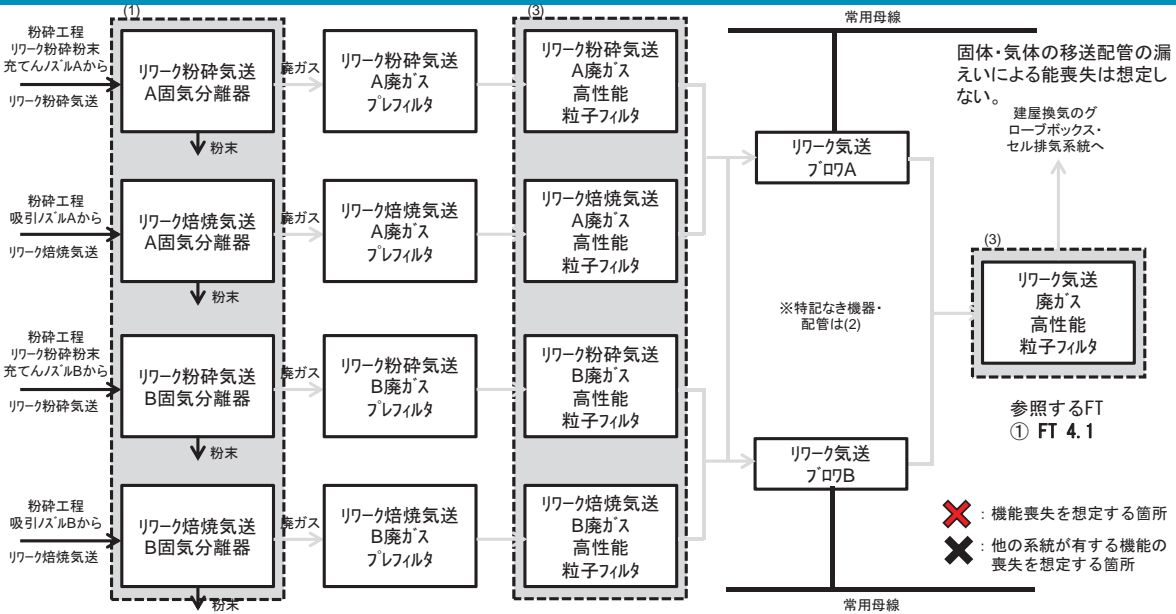 (1)
(3)
常用母線
粉砕工程
リワーク粉砕粉末
充てんノズルAから
リワーク粉砕気送
リワーク粉砕気送
A固気分離器
粉末
廃ガス
リワーク粉砕気送
A廃ガス
プレフィルタ
リワーク粉砕気送
A廃ガス
高性能
粒子フィルタ
固体・気体の移送配管の漏
えいによる能喪失は想定し
ない。
建屋換気のグ
ローブボックス・
セル排気系統へ
リワーク気送
ブロワA
粉砕工程
吸引ノズルAから
リワーク焙焼気送
リワーク焙焼気送
A固気分離器
粉末
廃ガス
リワーク焙焼気送
A廃ガス
プレフィルタ
リワーク焙焼気送
A廃ガス
高性能
粒子フィルタ
(3)
リワーク気送
廃ガス
高性能
粒子フィルタ
※特記なき機器・
配管は(2)
粉砕工程
リワーク粉砕粉末
充てんノズルBから
リワーク粉砕気送
リワーク粉砕気送
B固気分離器
粉末
廃ガス
リワーク粉砕気送
B廃ガス
プレフィルタ
リワーク粉砕気送
B廃ガス
高性能
粒子フィルタ
参照するFT
① FT 4.1
リワーク気送
ブロワB
粉砕工程
吸引ノズルBから
リワーク焙焼気送
リワーク焙焼気送
B固気分離器
粉末
廃ガス
リワーク焙焼気送
B廃ガス
プレフィルタ
リワーク焙焼気送
B廃ガス
高性能
粒子フィルタ
：機能喪失を想定する箇所
：他の系統が有する機能の
喪失を想定する箇所
常用母線